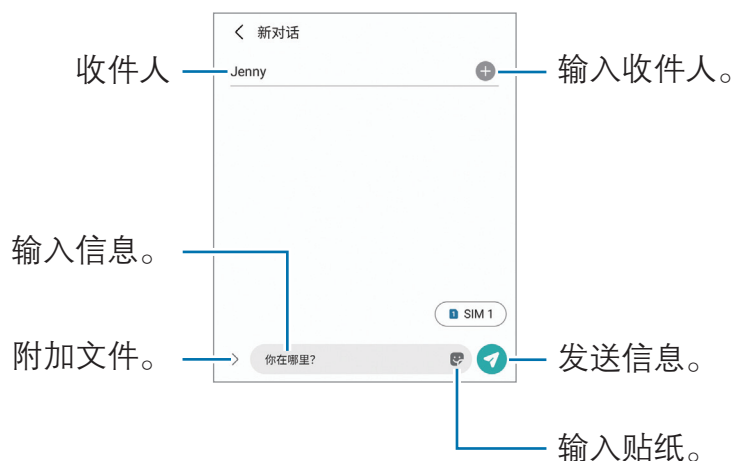 新对话
收件人
Jenny
输入收件人。
输入信息。
1 SIM 1
附加文件。
你在哪里?
发送信息。
输入贴纸。